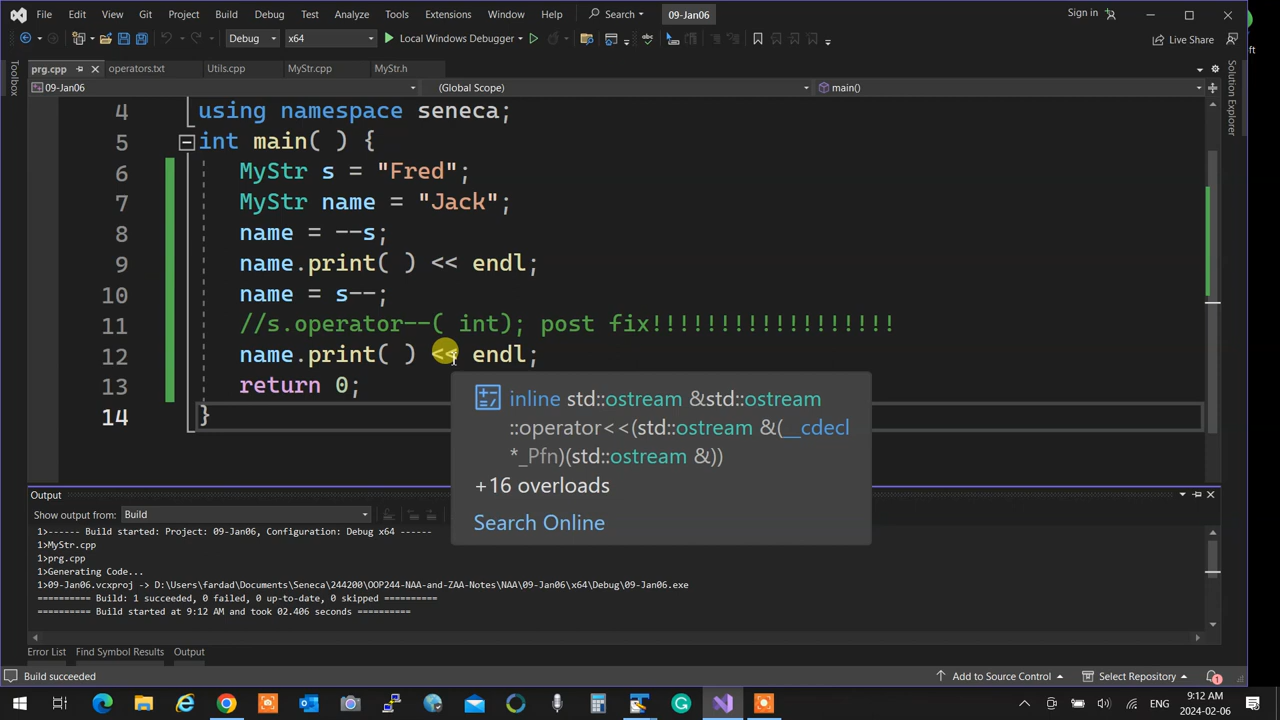 File Edit View Git Project Build Debug Test Analyze Tools Extensions Window Help Search 09-Jan06 Sign in
Debug x64 Local Windows Debugger Live Share
prg.cpp operators.txt Utils.cpp MyStr.cpp MyStr.h
09-Jan06 (Global Scope) main()
Toolbox
Solution Explorer
4 using namespace seneca;
5 int main( ) {
6 MyStr s = "Fred";
7 MyStr name = "Jack";
8 name = --s;
9 name.print( ) << endl;
10 name = s--;
11 //s.operator--( int); post fix!!!!!!!!!!!!!!!!!!
12 name.print( ) << endl;
13 return 0;
14 }
inline std::ostream &std::ostream
::operator<<(std::ostream &(__cdecl
*_Pfn)(std::ostream &))
+16 overloads
Search Online
Output
Show output from: Build
1>------ Build started: Project: 09-Jan06, Configuration: Debug x64 ------
1>MyStr.cpp
1>prg.cpp
1>Generating Code...
1>09-Jan06.vcxproj -> D:\Users\fardad\Documents\Seneca\244200\OOP244-NAA-and-ZAA-Notes\NAA\09-Jan06\x64\Debug\09-Jan06.exe
========== Build: 1 succeeded, 0 failed, 0 up-to-date, 0 skipped ==========
========== Build started at 9:12 AM and took 02.406 seconds ==========
Error List Find Symbol Results Output
Build succeeded Add to Source Control Select Repository 1
ENG 9:12 AM
2024-02-06